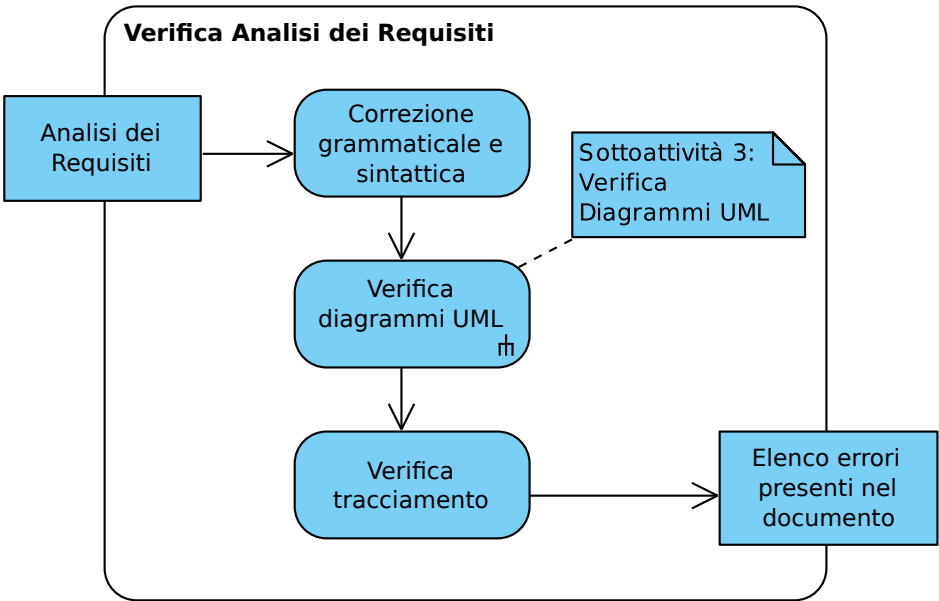 Verifica Analisi dei Requisiti
Analisi dei
Requisiti
Correzione
grammaticale e
sintattica
Sottoattività 3:
Verifica
Diagrammi UML
Verifica
diagrammi UML
Verifica
tracciamento
Elenco errori
presenti nel
documento